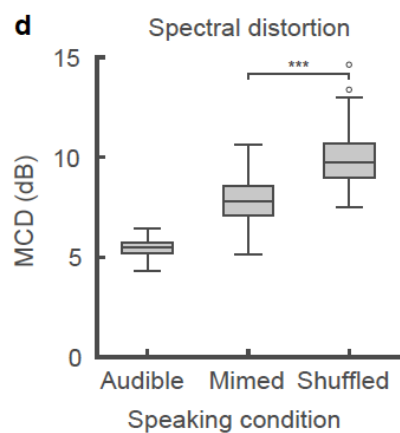 d
Spectral distortion
15
***
10
MCD (dB)
5
0
Audible Mimed Shuffled
Speaking condition